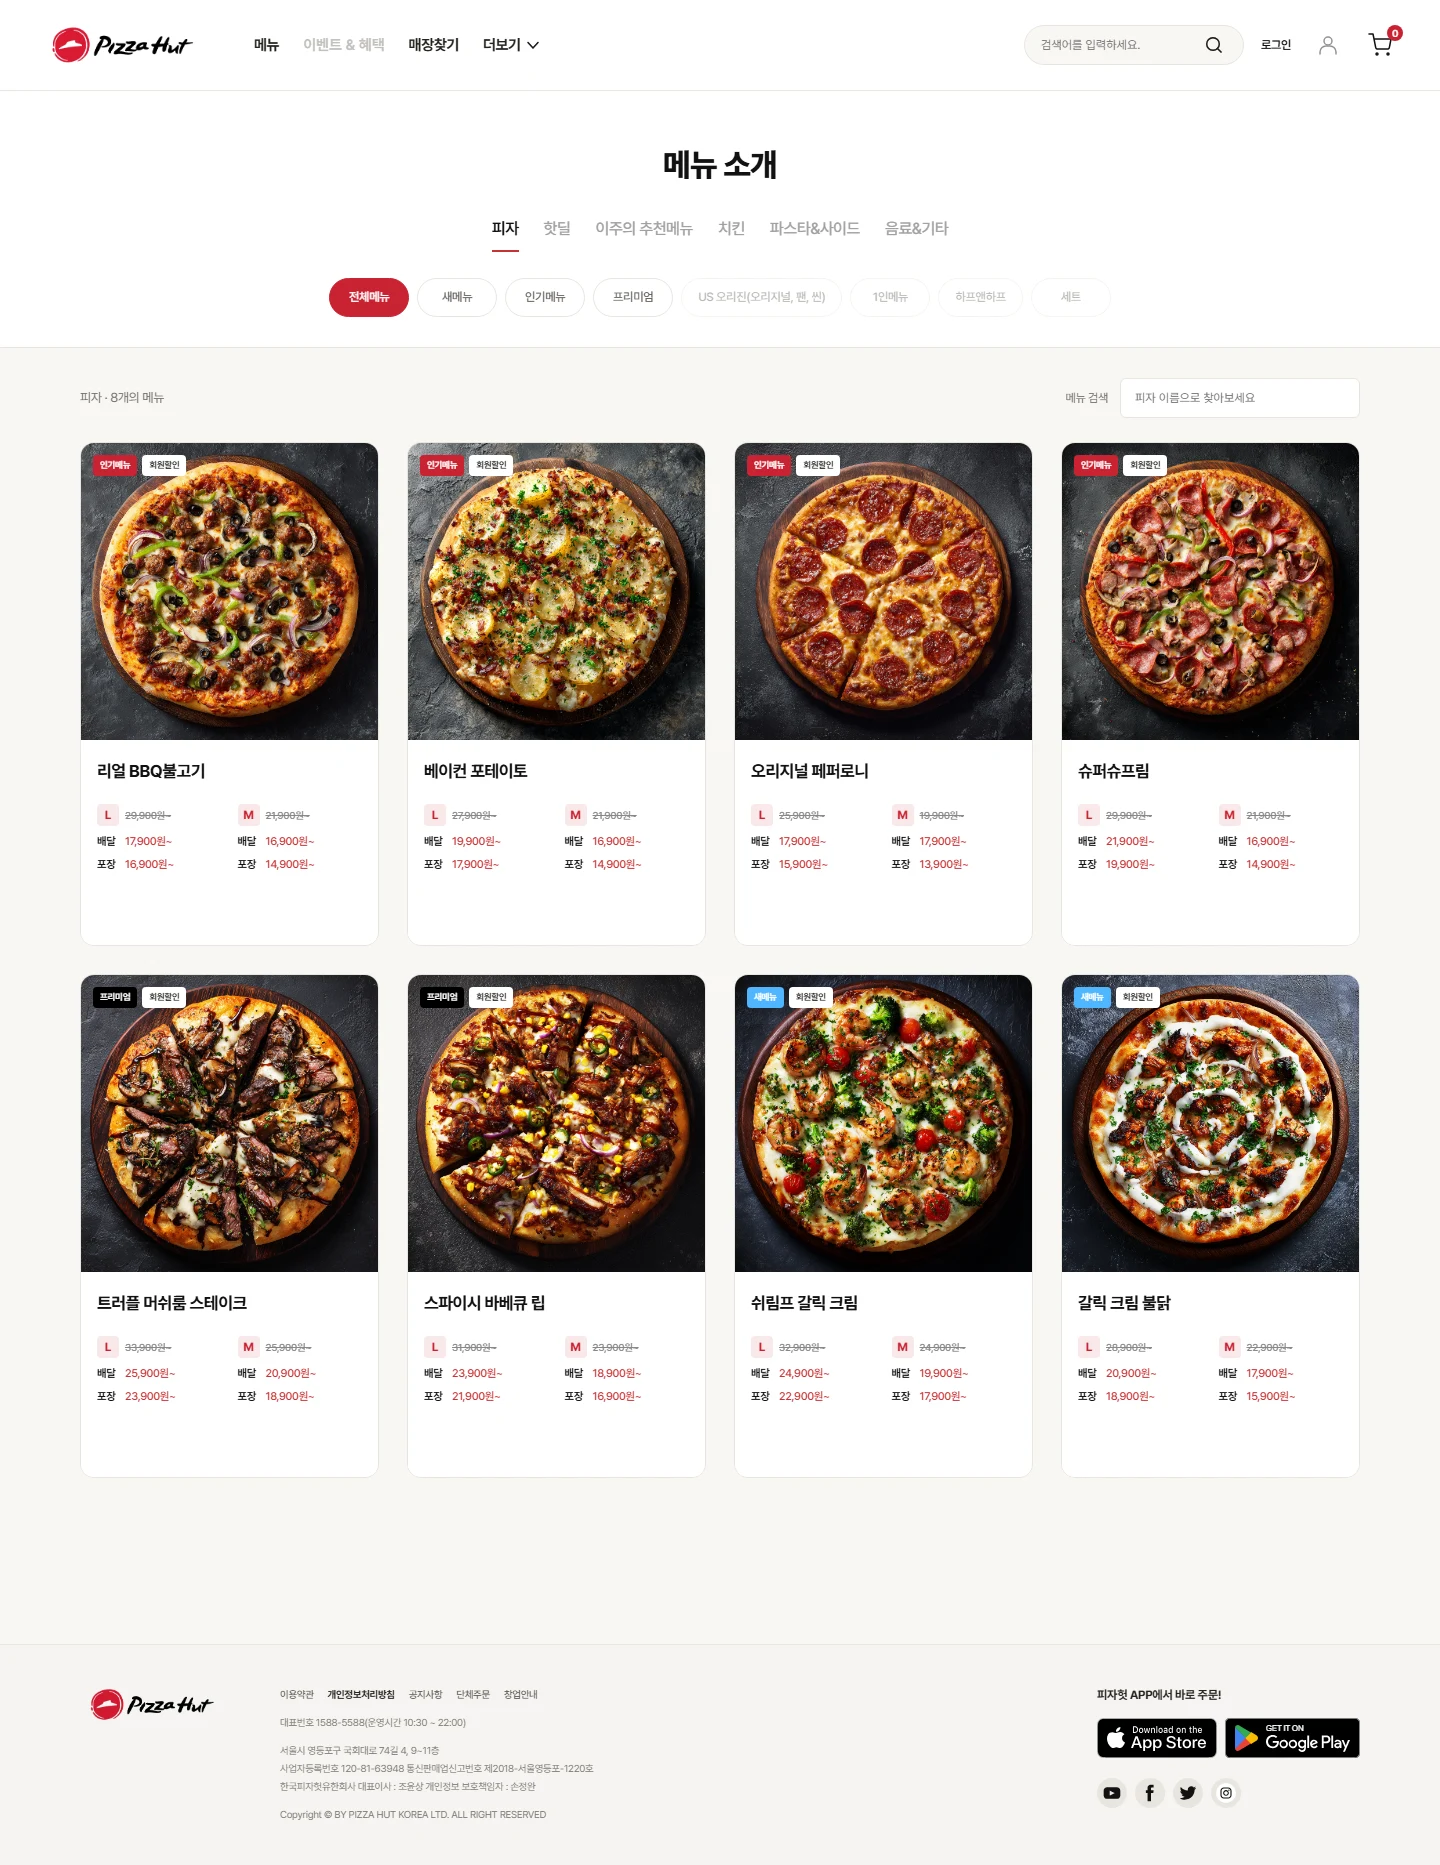 Pizza Hut
메뉴 이벤트 & 혜택 매장찾기 더보기
검색어를 입력하세요. 로그인 0
메뉴 소개
피자 핫딜 이주의 추천메뉴 치킨 파스타&사이드 음료&기타
전체메뉴 새메뉴 인기메뉴 프리미엄 US 오리진(오리지널, 팬, 씬) 1인메뉴 하프앤하프 세트
피자 · 8개의 메뉴
메뉴 검색 피자 이름으로 찾아보세요
인기메뉴 회원할인
리얼 BBQ불고기
L 29,900원~ M 21,900원~
배달 17,900원~ 배달 16,900원~
포장 16,900원~ 포장 14,900원~
인기메뉴 회원할인
베이컨 포테이토
L 27,900원~ M 21,900원~
배달 19,900원~ 배달 16,900원~
포장 17,900원~ 포장 14,900원~
인기메뉴 회원할인
오리지널 페퍼로니
L 25,900원~ M 19,900원~
배달 17,900원~ 배달 17,900원~
포장 15,900원~ 포장 13,900원~
인기메뉴 회원할인
슈퍼슈프림
L 29,900원~ M 21,900원~
배달 21,900원~ 배달 16,900원~
포장 19,900원~ 포장 14,900원~
프리미엄 회원할인
트러플 머쉬룸 스테이크
L 33,900원~ M 25,900원~
배달 25,900원~ 배달 20,900원~
포장 23,900원~ 포장 18,900원~
프리미엄 회원할인
스파이시 바베큐 립
L 31,900원~ M 23,900원~
배달 23,900원~ 배달 18,900원~
포장 21,900원~ 포장 16,900원~
새메뉴 회원할인
쉬림프 갈릭 크림
L 32,900원~ M 24,900원~
배달 24,900원~ 배달 19,900원~
포장 22,900원~ 포장 17,900원~
새메뉴 회원할인
갈릭 크림 불닭
L 28,900원~ M 22,900원~
배달 20,900원~ 배달 17,900원~
포장 18,900원~ 포장 15,900원~
Pizza Hut
이용약관 개인정보처리방침 공지사항 단체주문 창업안내
대표번호 1588-5588(운영시간 10:30 ~ 22:00)
서울시 영등포구 국회대로 74길 4, 9~11층
사업자등록번호 120-81-63948 통신판매업신고번호 제2018-서울영등포-1220호
한국피자헛유한회사 대표이사 : 조윤상 개인정보 보호책임자 : 손정완
Copyright © BY PIZZA HUT KOREA LTD. ALL RIGHT RESERVED
피자헛 APP에서 바로 주문!
Download on the
App Store
GET IT ON
Google Play